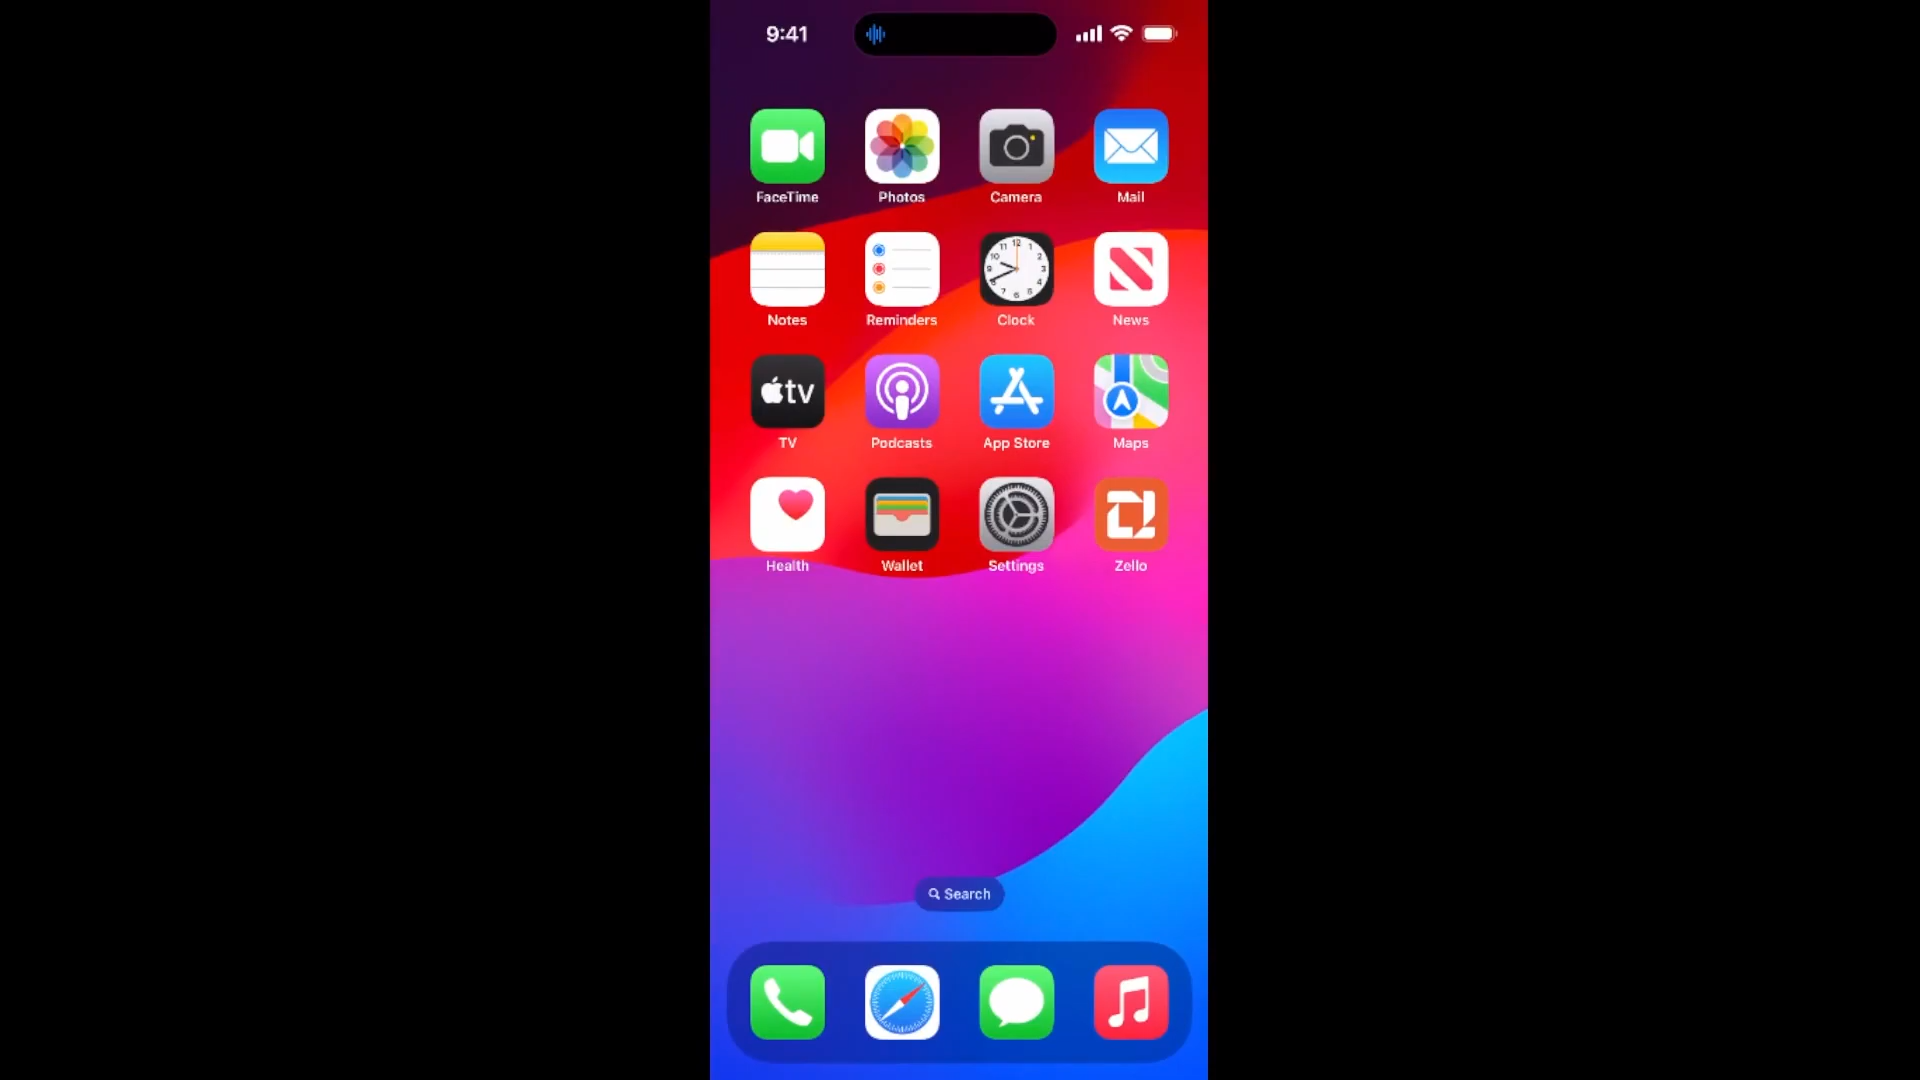 9:41
FaceTime Photos Camera Mail
Notes Reminders Clock News
tv
TV Podcasts App Store Maps
Health Wallet Settings Zello
Search